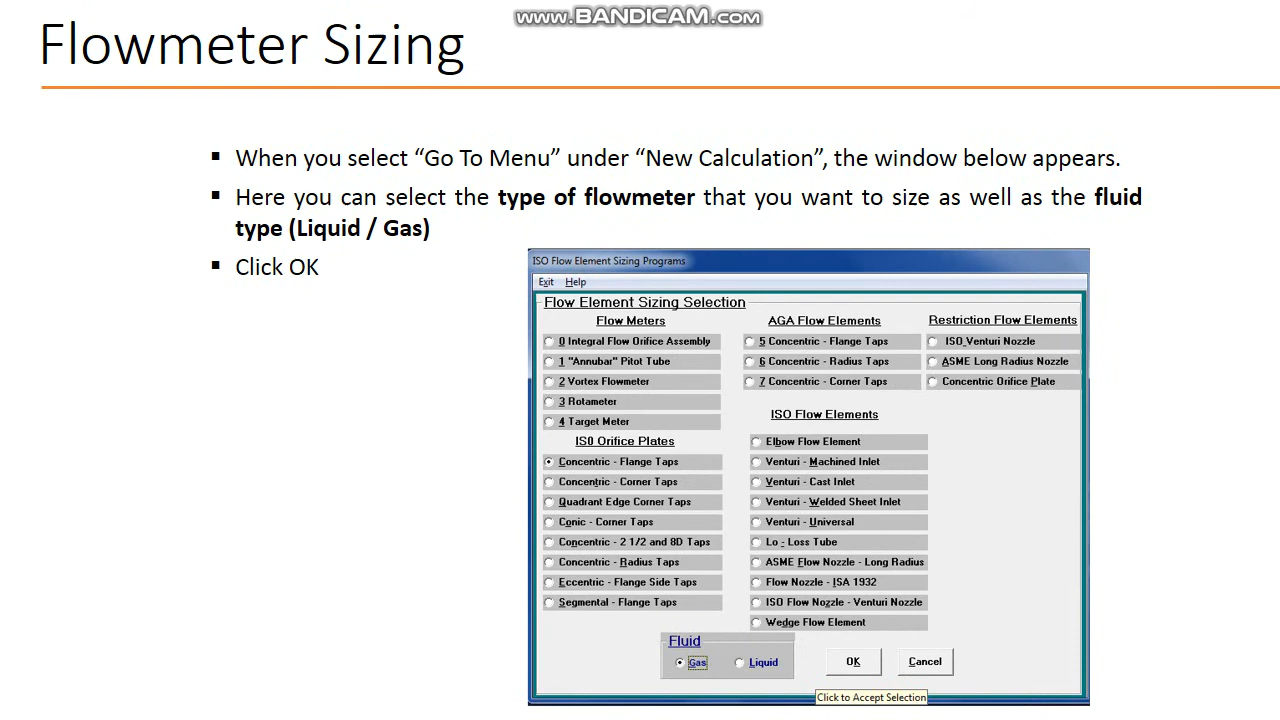 www.BANDICAM.com
Flowmeter Sizing
▪ When you select “Go To Menu” under “New Calculation”, the window below appears.
▪ Here you can select the type of flowmeter that you want to size as well as the fluid
type (Liquid / Gas)
▪ Click OK
ISO Flow Element Sizing Programs
Exit Help
Flow Element Sizing Selection
Flow Meters
0 Integral Flow Orifice Assembly
1 "Annubar" Pitot Tube
2 Vortex Flowmeter
3 Rotameter
4 Target Meter
IS0 Orifice Plates
Concentric - Flange Taps
Concentric - Corner Taps
Quadrant Edge Corner Taps
Conic - Corner Taps
Concentric - 2 1/2 and 8D Taps
Concentric - Radius Taps
Eccentric - Flange Side Taps
Segmental - Flange Taps
AGA Flow Elements
5 Concentric - Flange Taps
6 Concentric - Radius Taps
7 Concentric - Corner Taps
ISO Flow Elements
Elbow Flow Element
Venturi - Machined Inlet
Venturi - Cast Inlet
Venturi - Welded Sheet Inlet
Venturi - Universal
Lo - Loss Tube
ASME Flow Nozzle - Long Radius
Flow Nozzle - ISA 1932
ISO Flow Nozzle - Venturi Nozzle
Wedge Flow Element
Restriction Flow Elements
ISO Venturi Nozzle
ASME Long Radius Nozzle
Concentric Orifice Plate
Fluid
Gas Liquid
OK Cancel
Click to Accept Selection